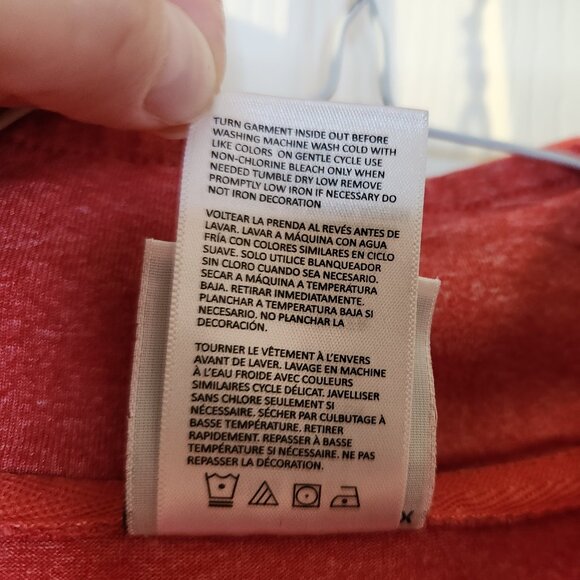 TURN GARMENT INSIDE OUT BEFORE
WASHING MACHINE WASH COLD WITH
LIKE COLORS ON GENTLE CYCLE USE
NON-CHLORINE BLEACH ONLY WHEN
NEEDED TUMBLE DRY LOW REMOVE
PROMPTLY LOW IRON IF NECESSARY DO
NOT IRON DECORATION
VOLTEAR LA PRENDA AL REVÉS ANTES DE
LAVAR. LAVAR A MÁQUINA CON AGUA
FRÍA CON COLORES SIMILARES EN CICLO
SUAVE. SOLO UTILICE BLANQUEADOR
SIN CLORO CUANDO SEA NECESARIO.
SECAR A MÁQUINA A TEMPERATURA
BAJA. RETIRAR INMEDIATAMENTE.
PLANCHAR A TEMPERATURA BAJA SI
NECESARIO. NO PLANCHAR LA
DECORACIÓN.
TOURNER LE VÊTEMENT À L'ENVERS
AVANT DE LAVER. LAVAGE EN MACHINE
À L'EAU FROIDE AVEC COULEURS
SIMILAIRES CYCLE DÉLICAT. JAVELLISER
SANS CHLORE SEULEMENT SI
NÉCESSAIRE. SÉCHER PAR CULBUTAGE À
BASSE TEMPÉRATURE. RETIRER
RAPIDEMENT. REPASSER À BASSE
TEMPÉRATURE SI NÉCESSAIRE. NE PAS
REPASSER LA DÉCORATION.
X